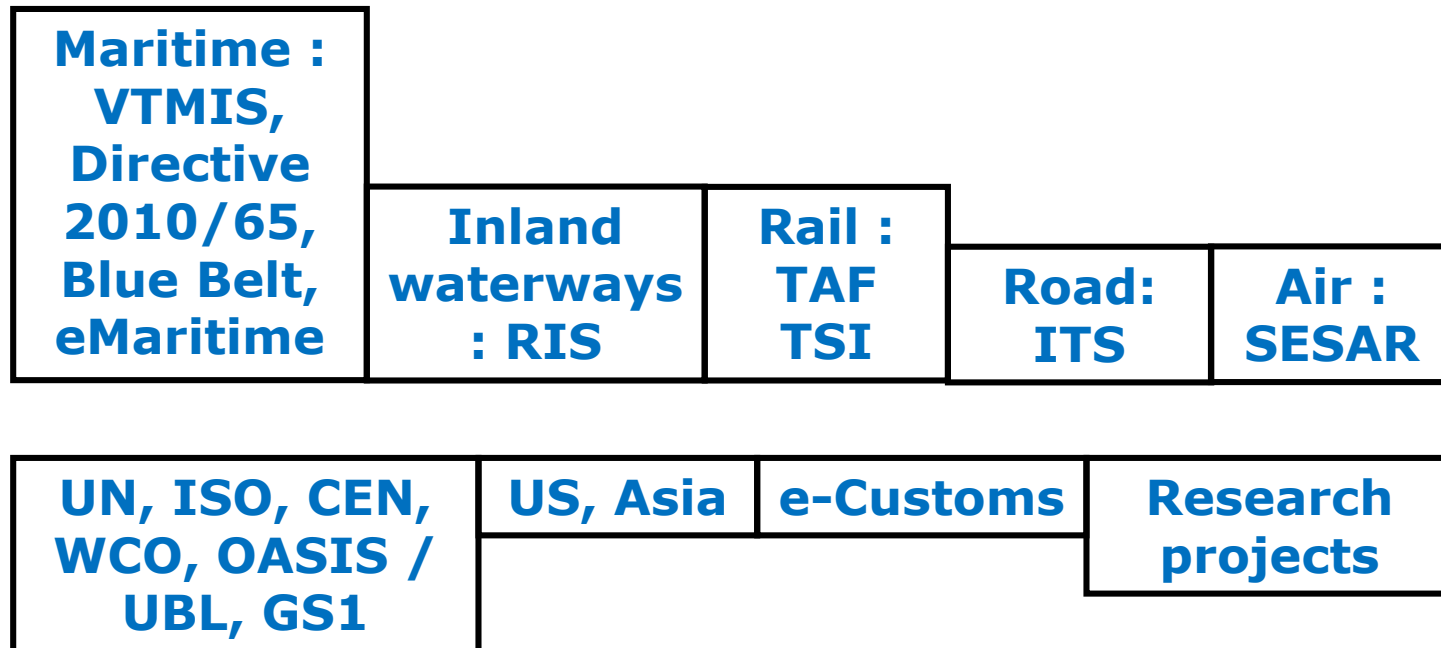 Maritime :
VTMIS,
Directive
2010/65,
Blue Belt,
eMaritime
Inland
waterways
: RIS
Rail :
TAF
TSI
Road:
ITS
Air :
SESAR
UN, ISO, CEN,
WCO, OASIS /
UBL, GS1
US, Asia
e-Customs
Research
projects